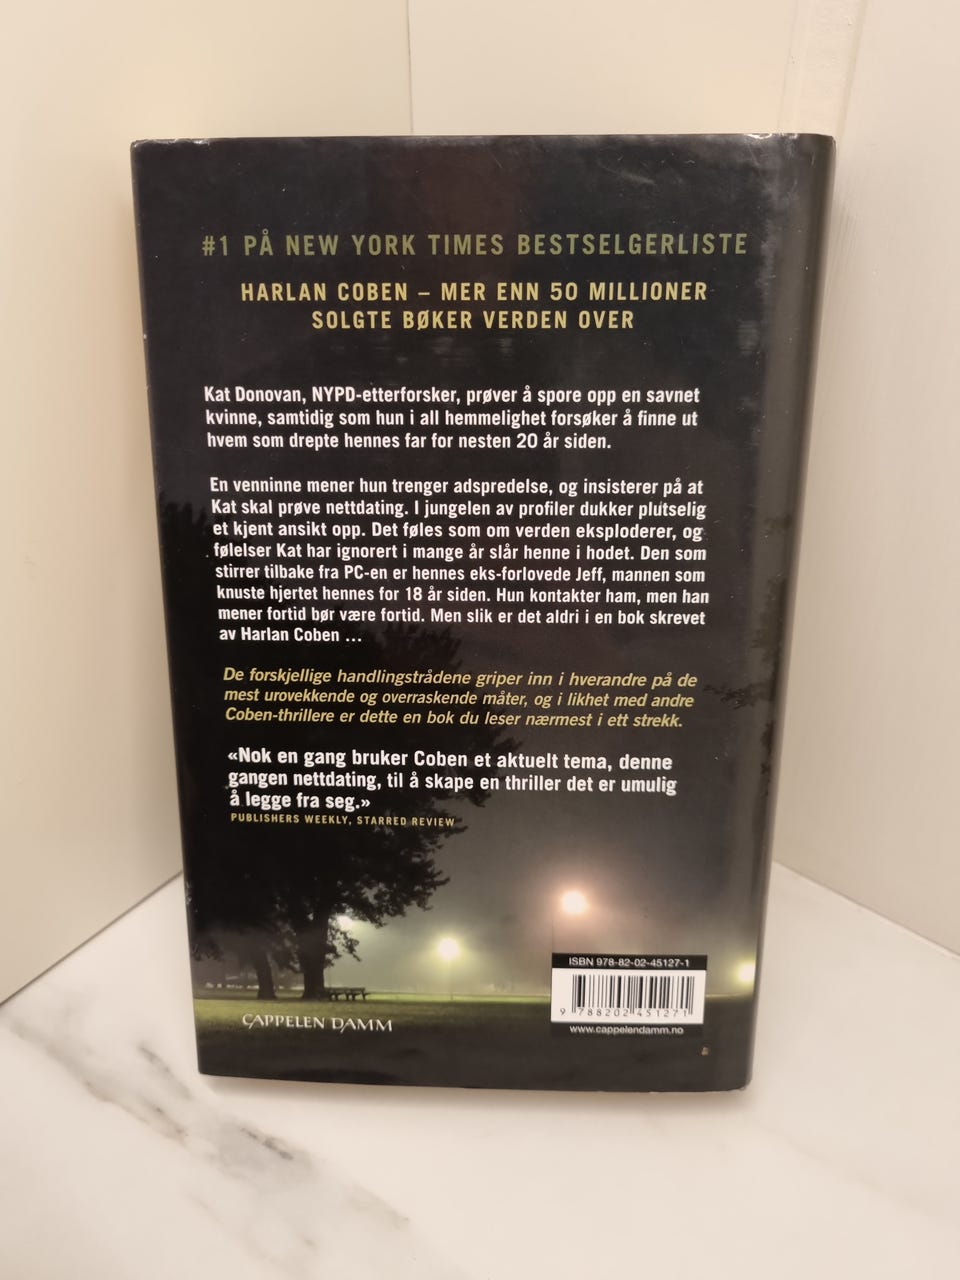 #1 PÅ NEW YORK TIMES BESTSELGERLISTE
HARLAN COBEN – MER ENN 50 MILLIONER
SOLGTE BØKER VERDEN OVER
Kat Donovan, NYPD-etterforsker, prøver å spore opp en savnet
kvinne, samtidig som hun i all hemmelighet forsøker å finne ut
hvem som drepte hennes far for nesten 20 år siden.
En venninne mener hun trenger adspredelse, og insisterer på at
Kat skal prøve nettdating. I jungelen av profiler dukker plutselig
et kjent ansikt opp. Det føles som om verden eksploderer, og
følelser Kat har ignorert i mange år slår henne i hodet. Den som
stirrer tilbake fra PC-en er hennes eks-forlovede Jeff, mannen som
knuste hjertet hennes for 18 år siden. Hun kontakter ham, men han
mener fortid bør være fortid. Men slik er det aldri i en bok skrevet
av Harlan Coben ...
De forskjellige handlingstrådene griper inn i hverandre på de
mest urovekkende og overraskende måter, og i likhet med andre
Coben-thrillere er dette en bok du leser nærmest i ett strekk.
«Nok en gang bruker Coben et aktuelt tema, denne
gangen nettdating, til å skape en thriller det er umulig
å legge fra seg.»
PUBLISHERS WEEKLY, STARRED REVIEW
ISBN 978-82-02-45127-1
9 788202 451271
www.cappelendamm.no
CAPPELEN DAMM